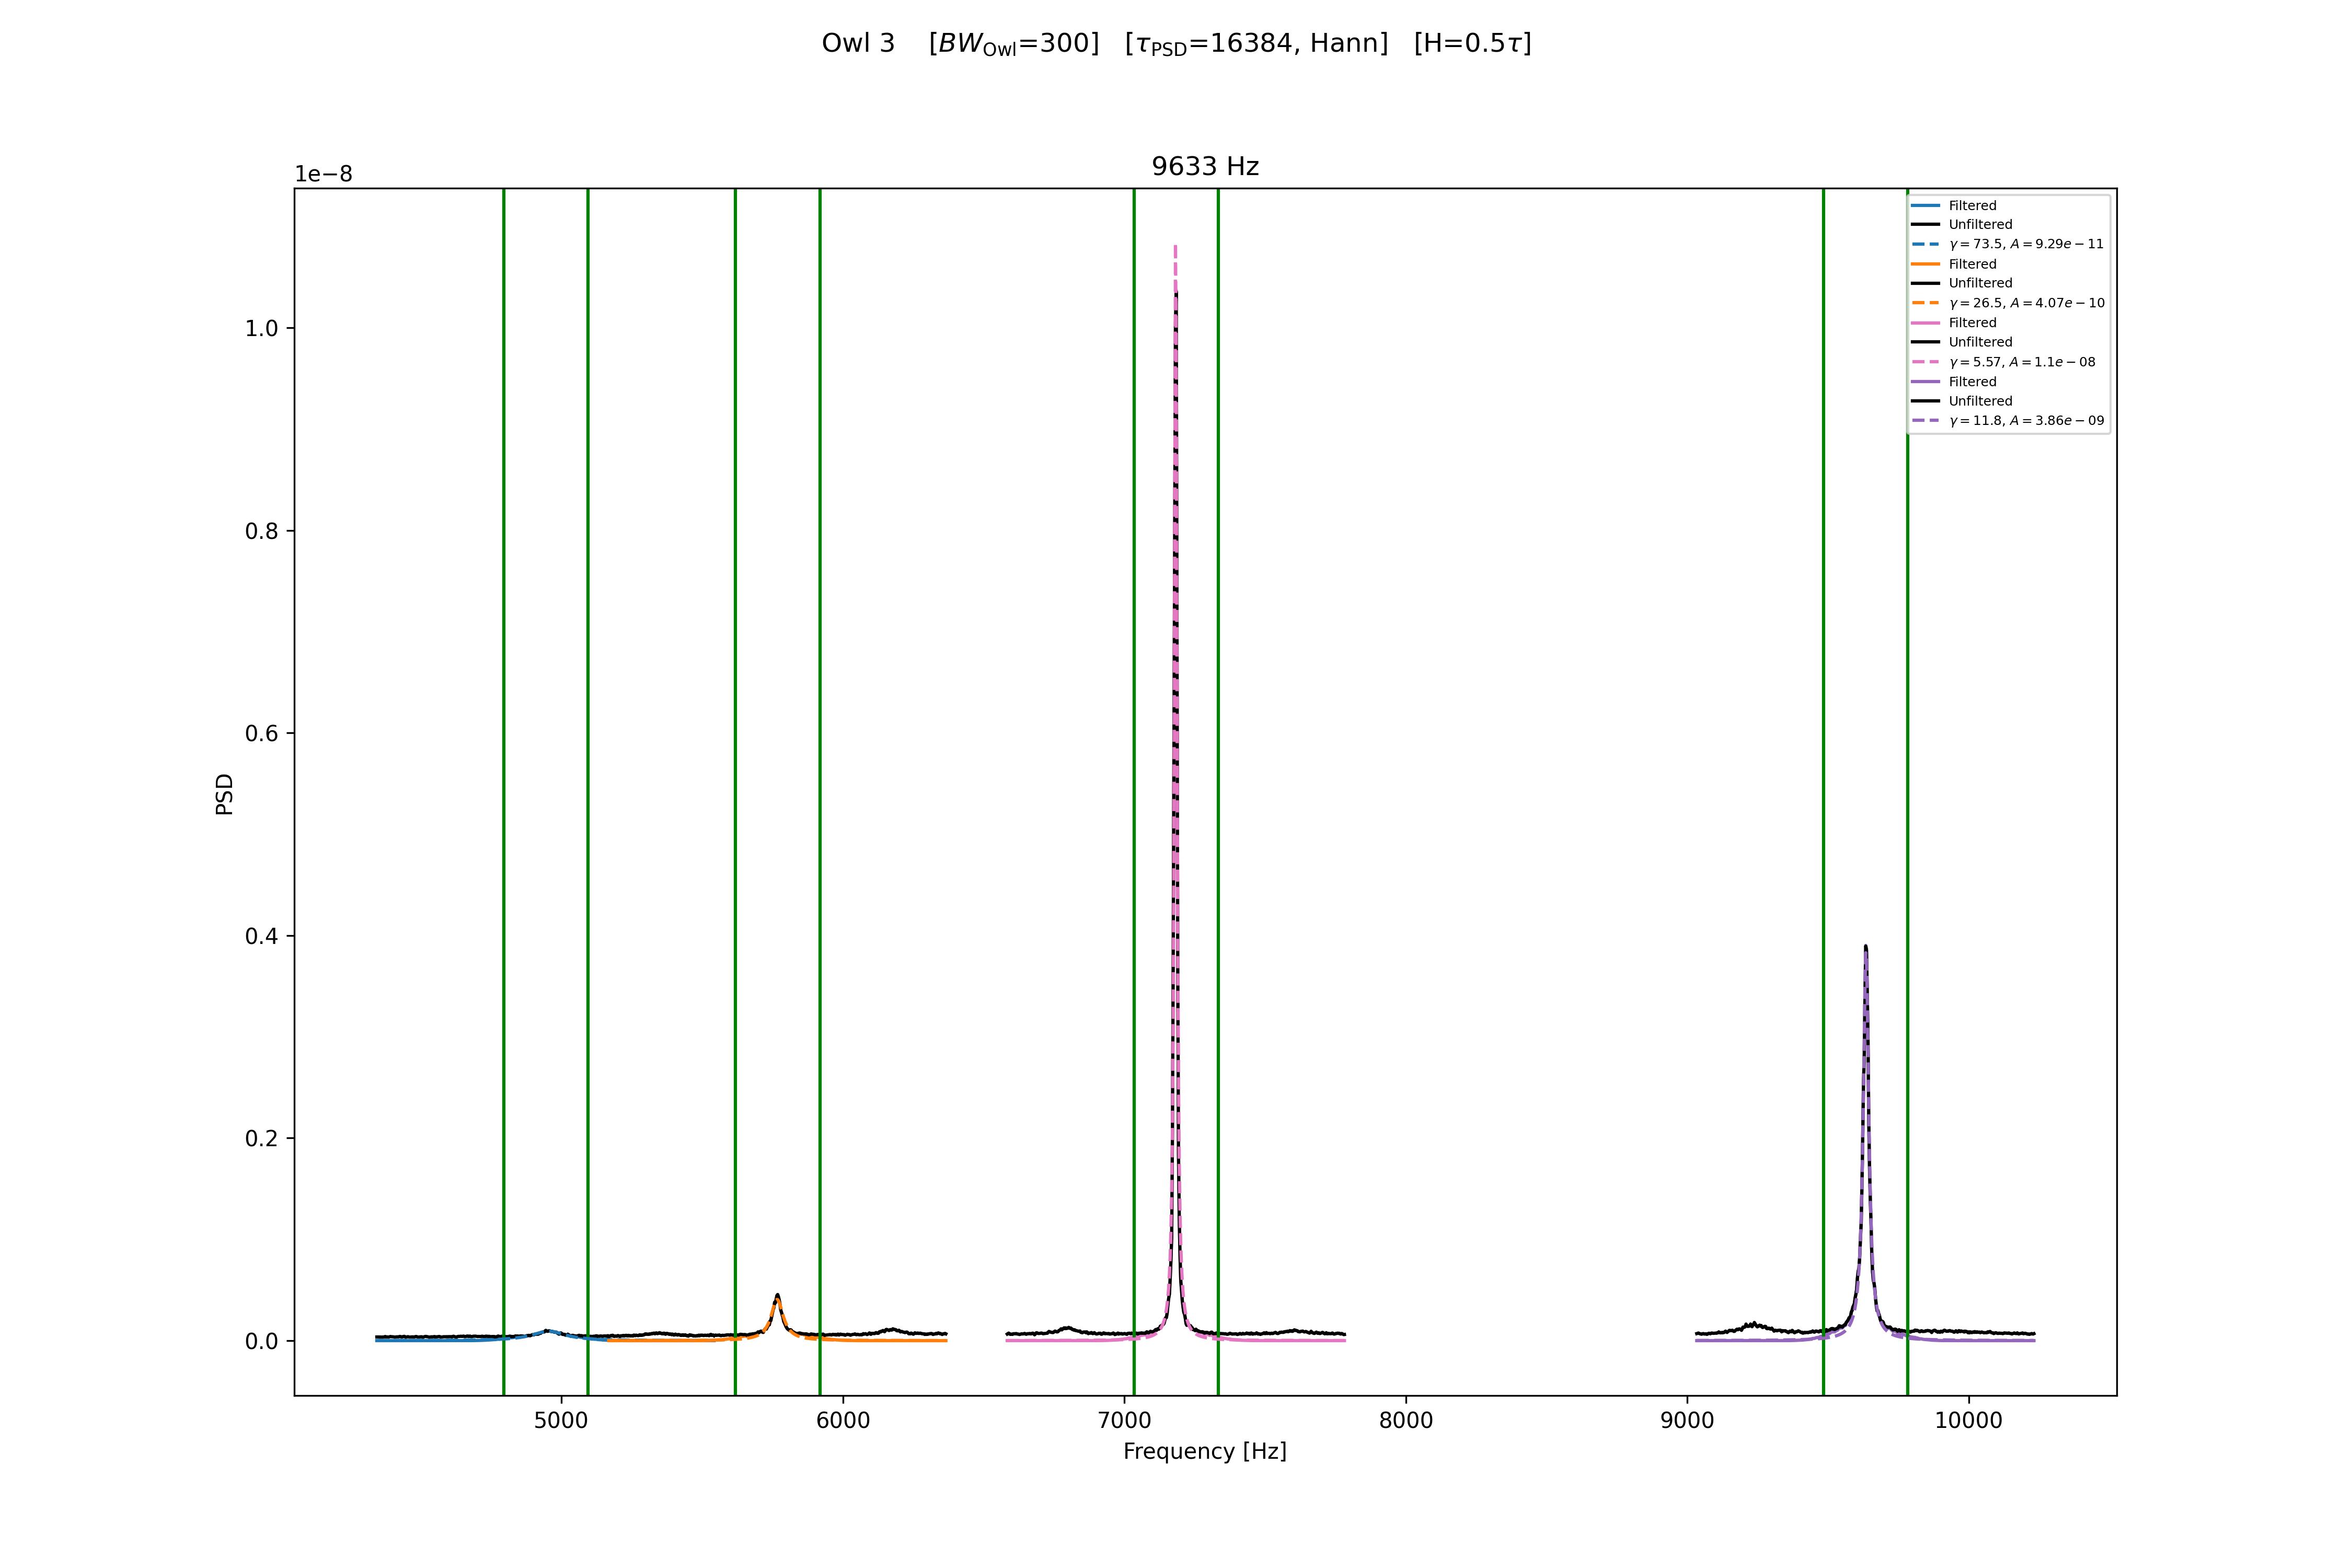 Owl 3 [BW_Owl=300] [τ_PSD=16384, Hann] [H=0.5τ]
9633 Hz
1e−8
Filtered
Unfiltered
γ = 73.5, A = 9.29e − 11
Filtered
Unfiltered
γ = 26.5, A = 4.07e − 10
Filtered
Unfiltered
γ = 5.57, A = 1.1e − 08
Filtered
Unfiltered
γ = 11.8, A = 3.86e − 09
1.0
0.8
0.6
0.4
0.2
0.0
PSD
5000 6000 7000 8000 9000 10000
Frequency [Hz]